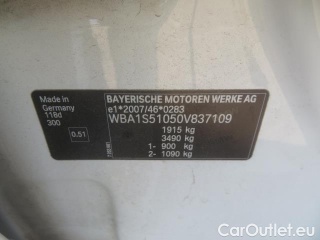 Made in
Germany
118d
300
0.51
BAYERISCHE MOTOREN WERKE AG
e1*2007/46*0283
WBA1S51050V837109
1915 kg
3490 kg
1- 900 kg
2- 1090 kg
CarOutlet.eu